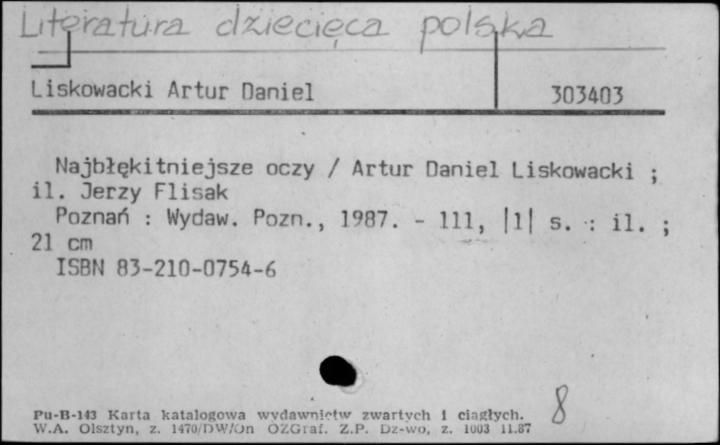 Literatura dziecięca polska
Liskowacki Artur Daniel 303403
Najbłękitniejsze oczy / Artur Daniel Liskowacki ;
il. Jerzy Flisak
Poznań : Wydaw. Pozn., 1987. - 111, |1| s. : il. ;
21 cm
ISBN 83-210-0754-6
8
Pu-B-143 Karta katalogowa wydawnictw zwartych i ciągłych.
W.A. Olsztyn, z. 1470/DW/On OZGraf. Z.P. Dz-wo, z. 1003 11.87